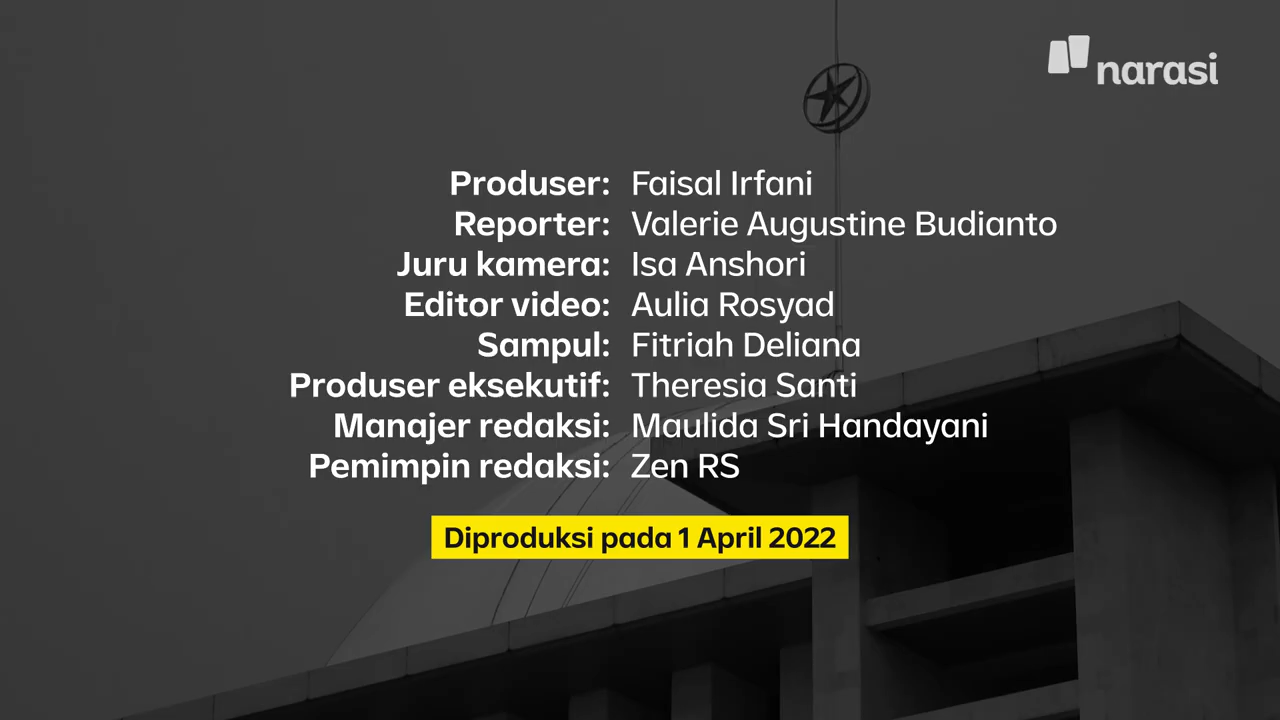 narasi
Produser: Faisal Irfani
Reporter: Valerie Augustine Budianto
Juru kamera: Isa Anshori
Editor video: Aulia Rosyad
Sampul: Fitriah Deliana
Produser eksekutif: Theresia Santi
Manajer redaksi: Maulida Sri Handayani
Pemimpin redaksi: Zen RS
Diproduksi pada 1 April 2022